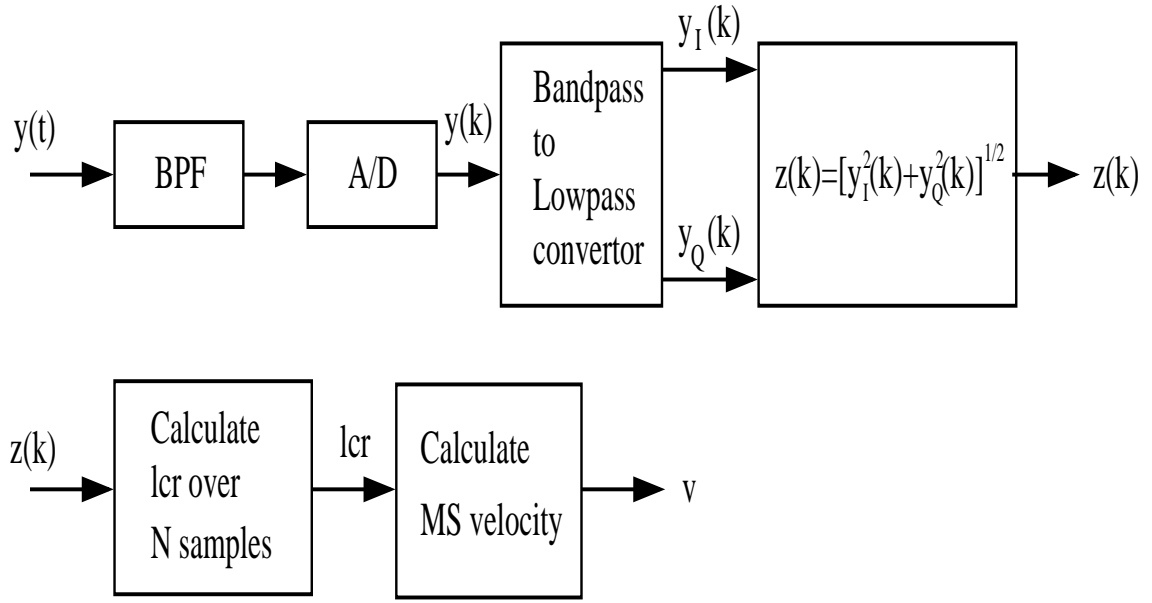 y(t)
BPF
A/D
y(k)
Bandpass
to
Lowpass
convertor
y_I(k)
y_Q(k)
z(k)=[y_I^2(k)+y_Q^2(k)]^{1/2}
z(k)
z(k)
Calculate
lcr over
N samples
lcr
Calculate
MS velocity
v